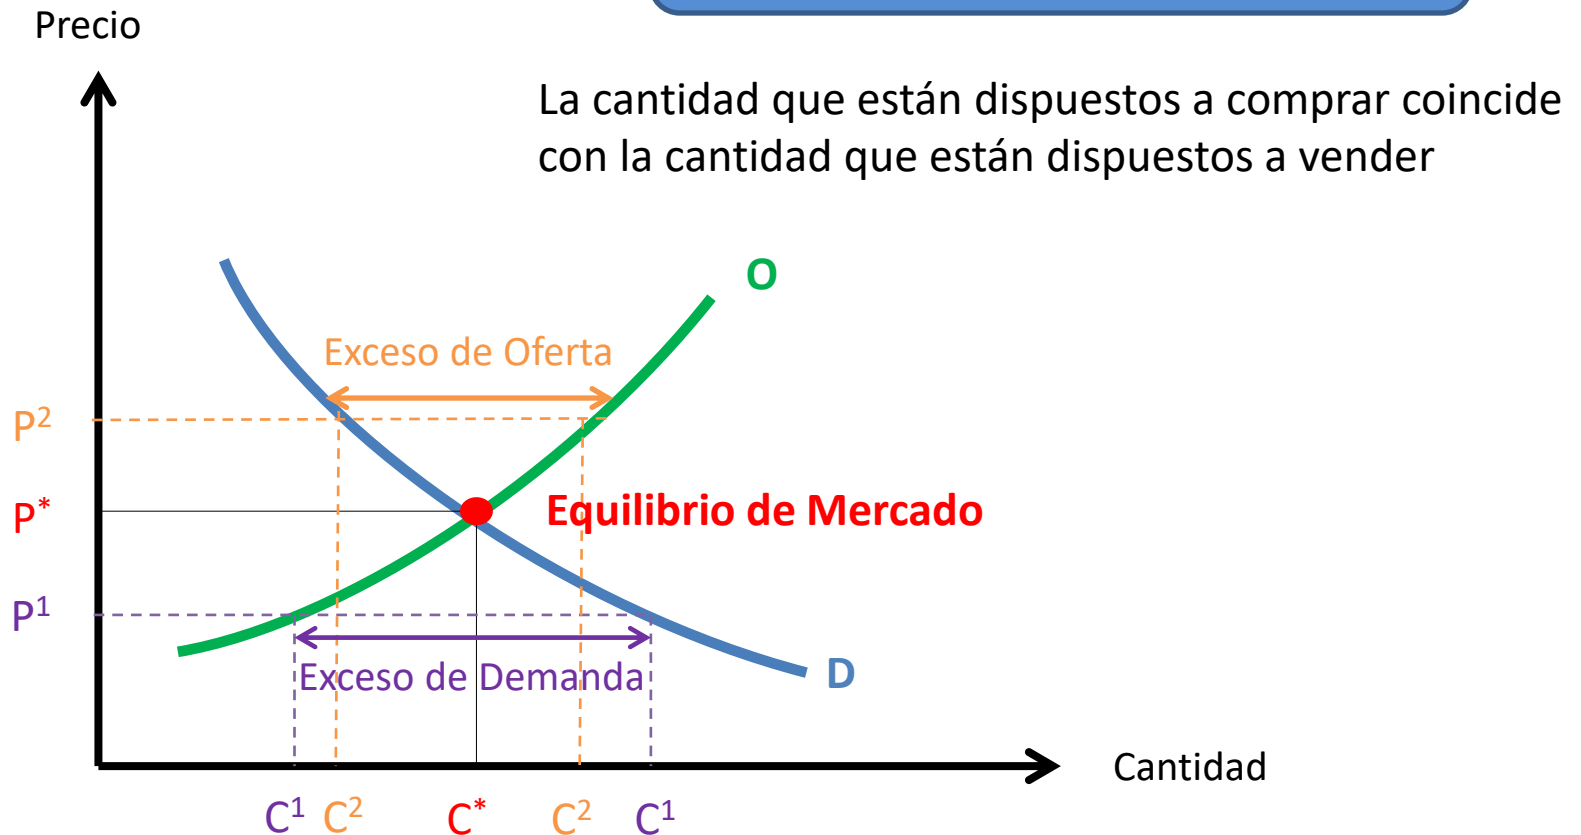 Precio
La cantidad que están dispuestos a comprar coincide
con la cantidad que están dispuestos a vender
O
Exceso de Oferta
P²
P*
Equilibrio de Mercado
P¹
Exceso de Demanda
D
Cantidad
C¹ C² C* C² C¹